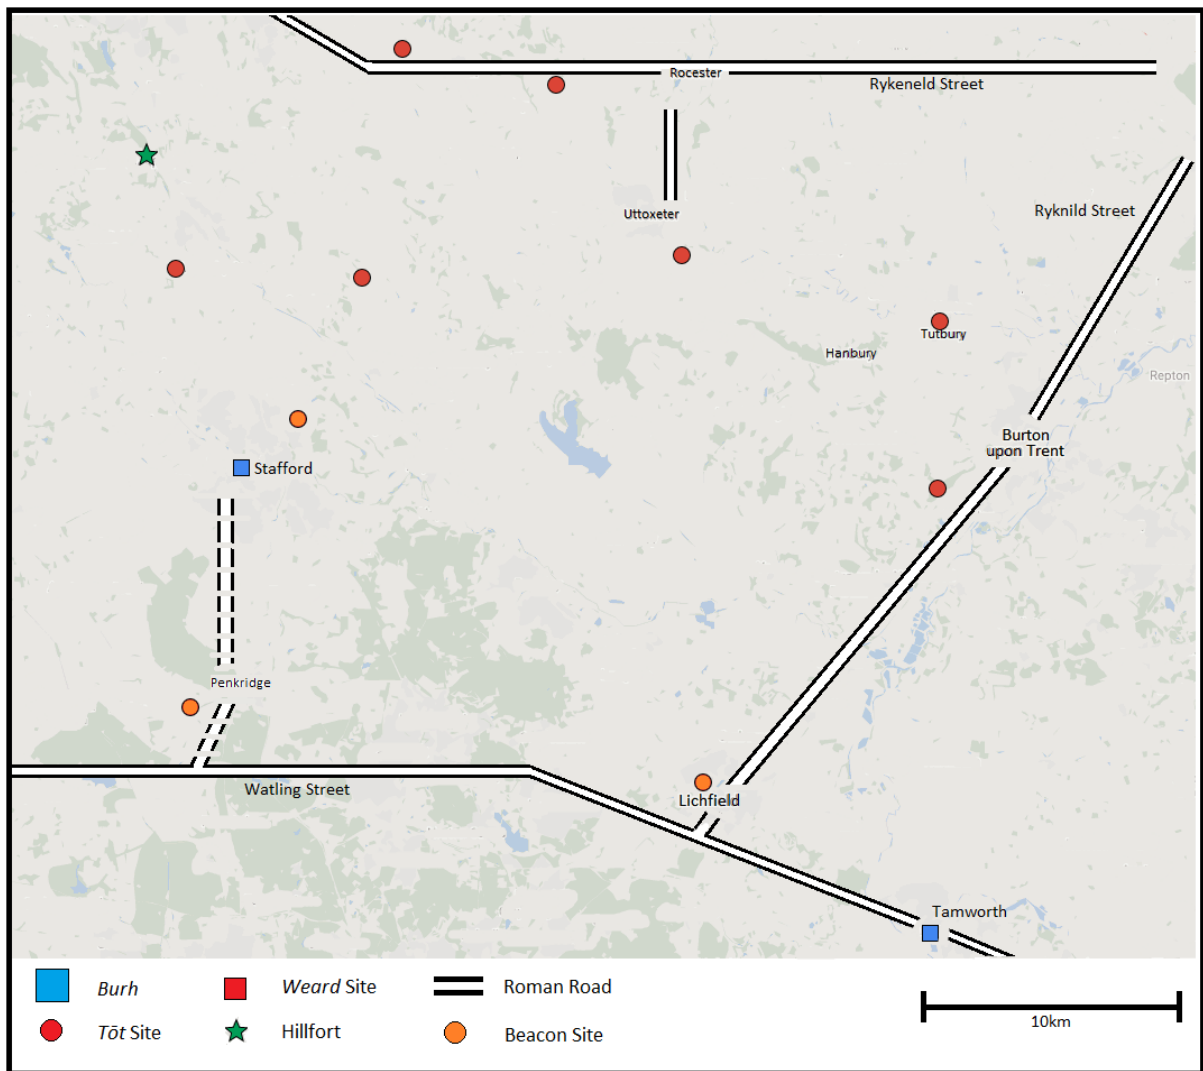 Rocester
Rykeneld Street
Uttoxeter
Ryknild Street
Tutbury
Hanbury
Repton
Burton
upon Trent
Stafford
Penkridge
Watling Street
Lichfield
Tamworth
Burh
Weard Site
Roman Road
Tōt Site
Hillfort
Beacon Site
10km